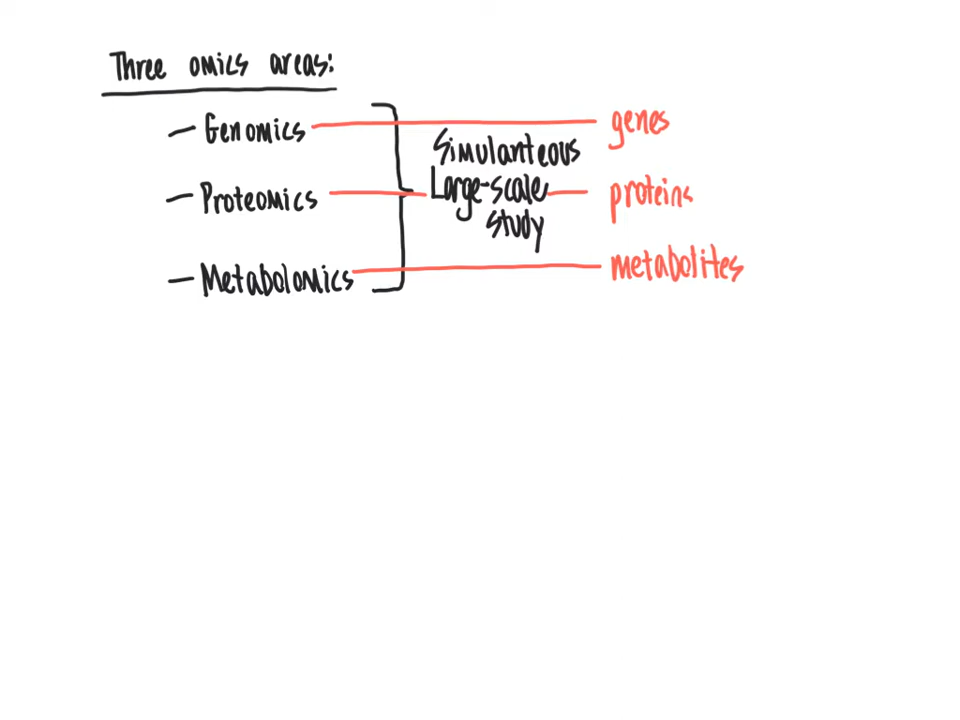 Three omics areas:
— Genomics
genes
Simulanteous
Large-scale
study
— Proteomics
proteins
— Metabolomics
metabolites